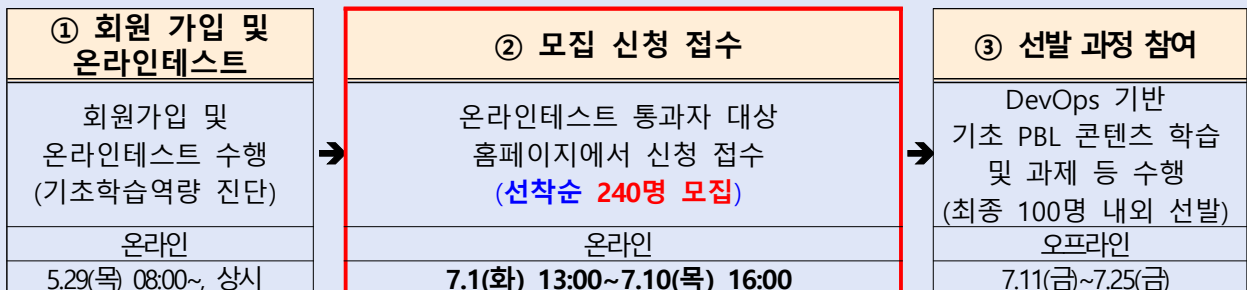 ① 회원 가입 및
온라인테스트
회원가입 및
온라인테스트 수행
(기초학습역량 진단)
온라인
5.29(목) 08:00~, 상시
➔
② 모집 신청 접수
온라인테스트 통과자 대상
홈페이지에서 신청 접수
(선착순 240명 모집)
온라인
7.1(화) 13:00~7.10(목) 16:00
➔
③ 선발 과정 참여
DevOps 기반
기초 PBL 콘텐츠 학습
및 과제 등 수행
(최종 100명 내외 선발)
오프라인
7.11(금)~7.25(금)